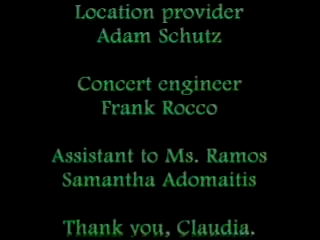 Location provider
Adam Schutz
Concert engineer
Frank Rocco
Assistant to Ms. Ramos
Samantha Adomaitis
Thank you, Claudia.